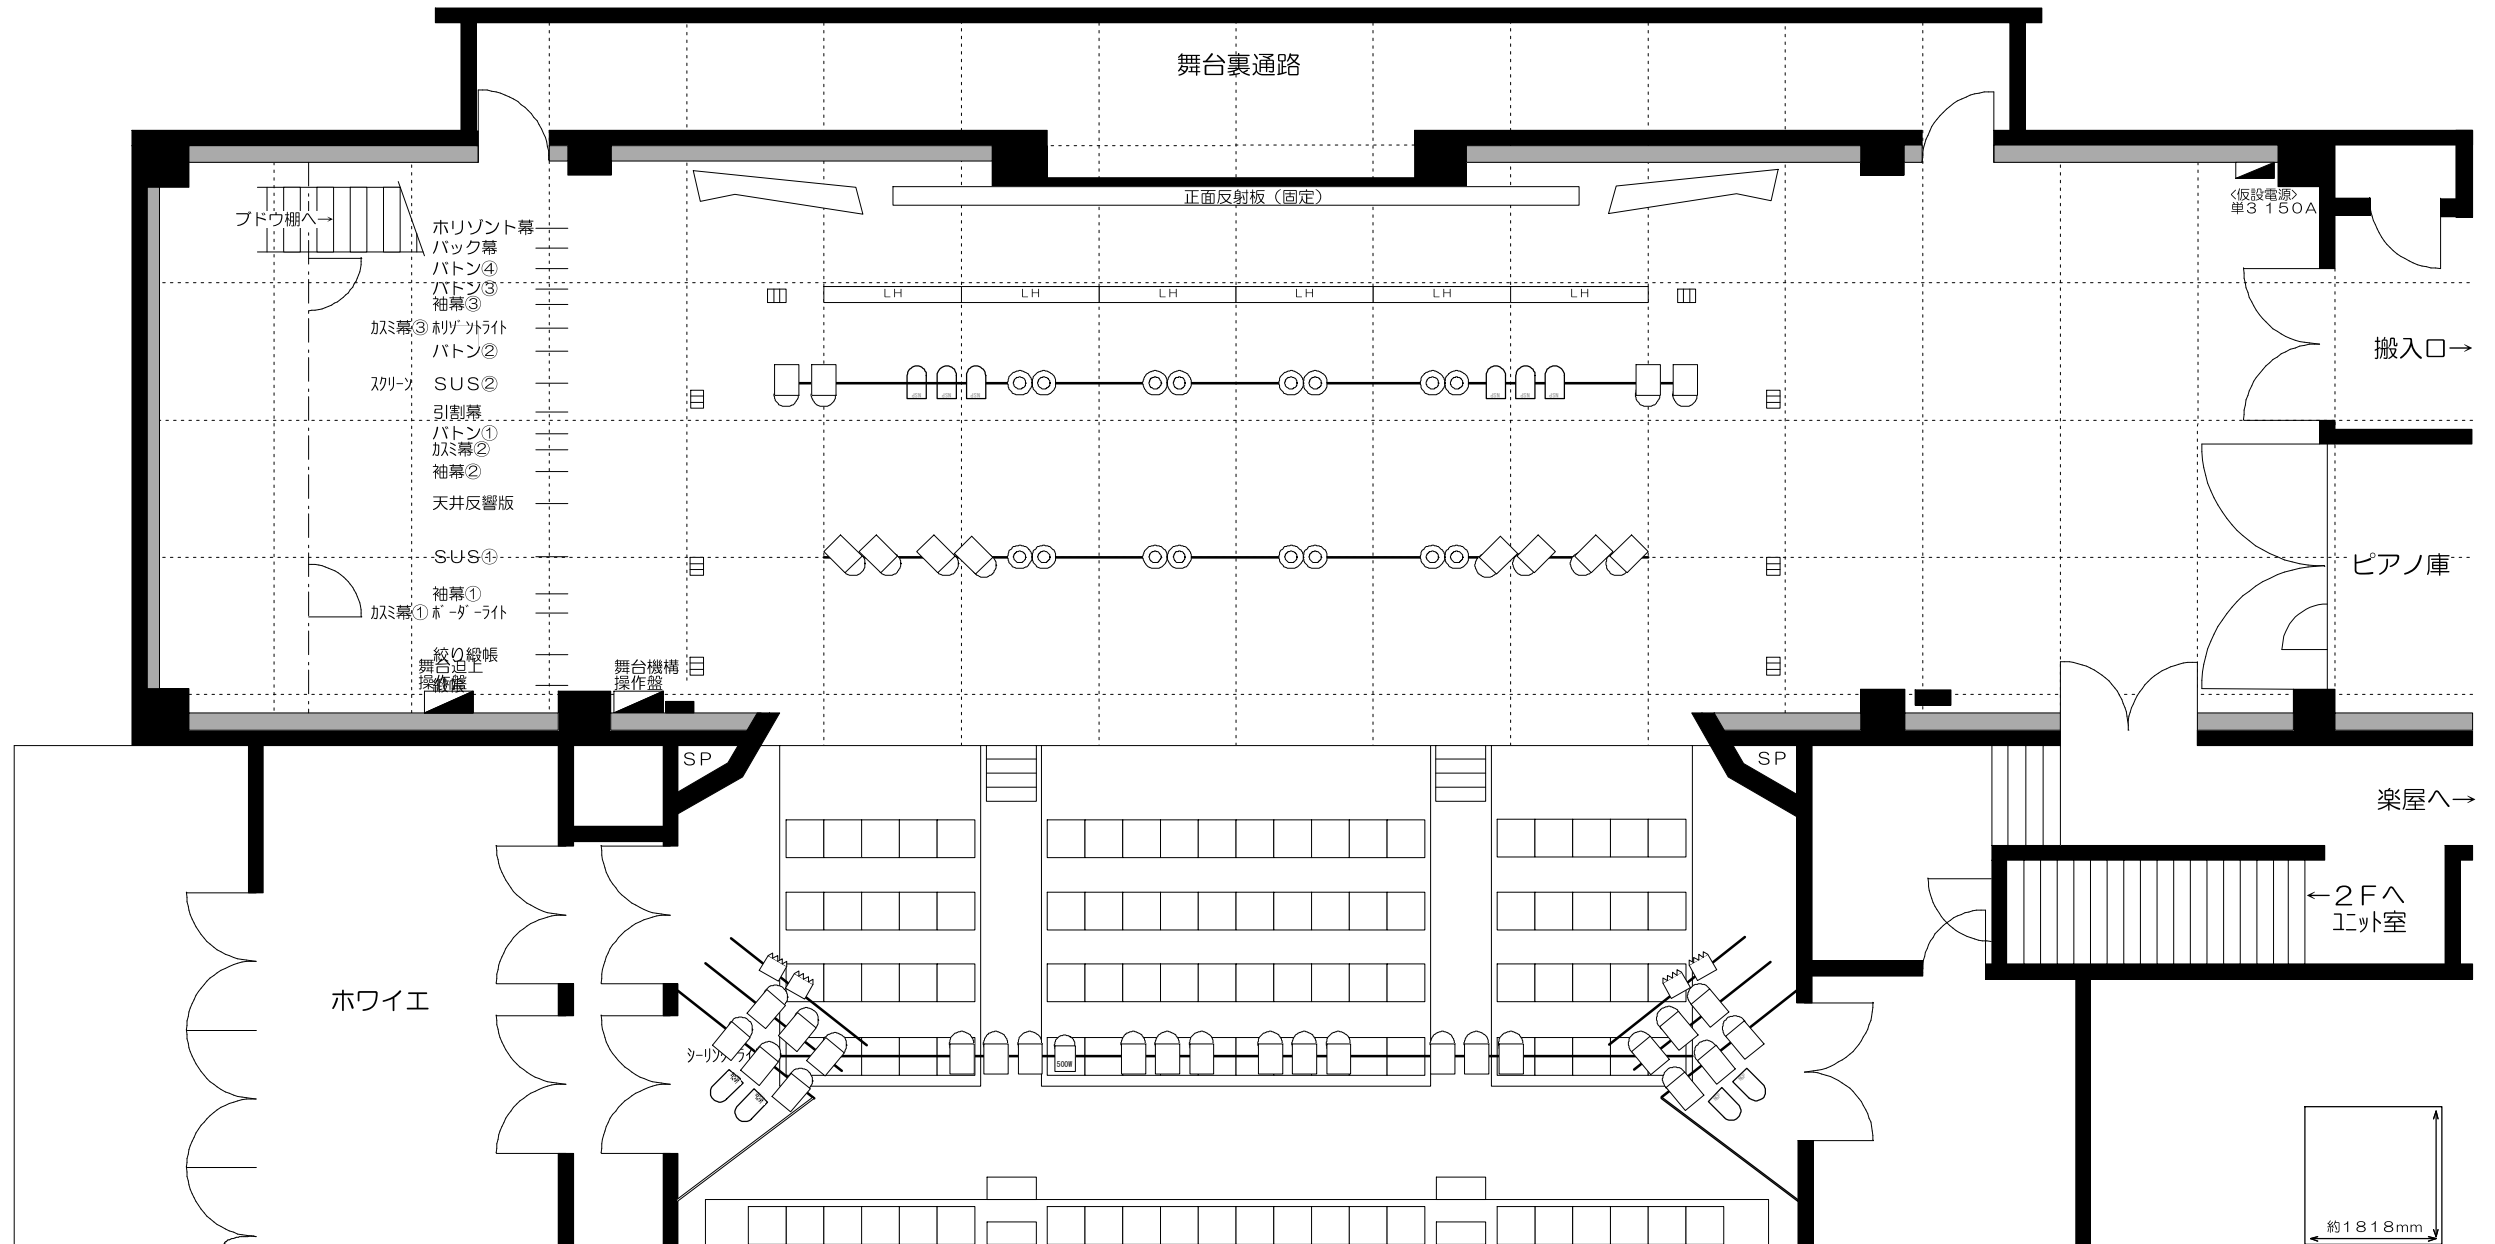 舞台裏通路
正面反射板（固定）
<仮設電源>
単3 150A
ブドウ棚へ→
ホリゾント幕
バック幕
バトン④
バトン③
袖幕③
ｶｽﾐ幕③ ﾎﾘｿﾞﾝﾄﾗｲﾄ
バトン②
ｽｸﾘｰﾝ SUS②
引割幕
バトン①
ｶｽﾐ幕②
袖幕②
天井反響版
SUS①
袖幕①
ｶｽﾐ幕① ﾎﾞｰﾀﾞｰﾗｲﾄ
絞り緞帳
舞台迫上
操作盤
緞帳
舞台機構
操作盤
LH LH LH LH LH LH
搬入口→
ピアノ庫
SP
SP
楽屋へ→
←2Fへ
ﾕﾆｯﾄ室
ホワイエ
ｼｰﾘﾝｸﾞﾗｲ
500W
約1818mm